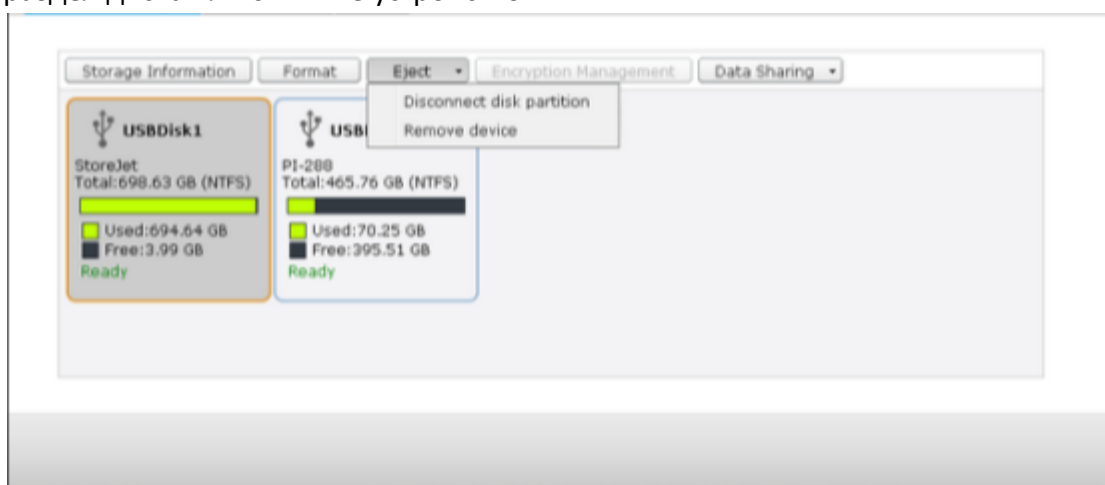 Storage Information Format Eject Encryption Management Data Sharing
Disconnect disk partition
Remove device
USBDisk1
StoreJet
Total:698.63 GB (NTFS)
Used:694.64 GB
Free:3.99 GB
Ready
PI-288
Total:465.76 GB (NTFS)
Used:70.25 GB
Free:395.51 GB
Ready